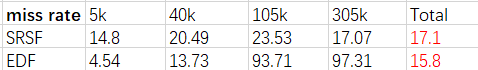 miss rate 5k 40k 105k 305k Total
SRSF 14.8 20.49 23.53 17.07 17.1
EDF 4.54 13.73 93.71 97.31 15.8